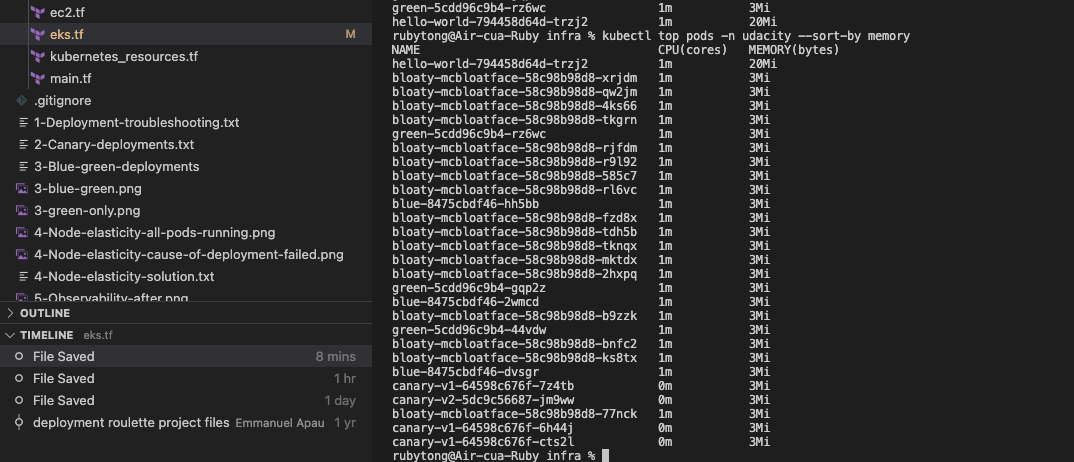 ec2.tf
eks.tf M
kubernetes_resources.tf
main.tf
.gitignore
1-Deployment-troubleshooting.txt
2-Canary-deployments.txt
3-Blue-green-deployments
3-blue-green.png
3-green-only.png
4-Node-elasticity-all-pods-running.png
4-Node-elasticity-cause-of-deployment-failed.png
4-Node-elasticity-solution.txt
5-Observability-after.png
OUTLINE
TIMELINE eks.tf
File Saved 8 mins
File Saved 1 hr
File Saved 1 day
deployment roulette project files Emmanuel Apau 1 yr
green-5cdd96c9b4-rz6wc 1m 3Mi
hello-world-794458d64d-trzj2 1m 20Mi
rubytong@Air-cua-Ruby infra % kubectl top pods -n udacity --sort-by memory
NAME CPU(cores) MEMORY(bytes)
hello-world-794458d64d-trzj2 1m 20Mi
bloaty-mcbloatface-58c98b98d8-xrjdm 1m 3Mi
bloaty-mcbloatface-58c98b98d8-qw2jm 1m 3Mi
bloaty-mcbloatface-58c98b98d8-4ks66 1m 3Mi
bloaty-mcbloatface-58c98b98d8-tkgrn 1m 3Mi
green-5cdd96c9b4-rz6wc 1m 3Mi
bloaty-mcbloatface-58c98b98d8-rjfdm 1m 3Mi
bloaty-mcbloatface-58c98b98d8-r9l92 1m 3Mi
bloaty-mcbloatface-58c98b98d8-585c7 1m 3Mi
bloaty-mcbloatface-58c98b98d8-rl6vc 1m 3Mi
blue-8475cbdf46-hh5bb 1m 3Mi
bloaty-mcbloatface-58c98b98d8-fzd8x 1m 3Mi
bloaty-mcbloatface-58c98b98d8-tdh5b 1m 3Mi
bloaty-mcbloatface-58c98b98d8-tknqx 1m 3Mi
bloaty-mcbloatface-58c98b98d8-mktdx 1m 3Mi
bloaty-mcbloatface-58c98b98d8-2hxpq 1m 3Mi
green-5cdd96c9b4-gqp2z 1m 3Mi
blue-8475cbdf46-2wmcd 1m 3Mi
bloaty-mcbloatface-58c98b98d8-b9zzk 1m 3Mi
green-5cdd96c9b4-44vdw 1m 3Mi
bloaty-mcbloatface-58c98b98d8-bnfc2 1m 3Mi
bloaty-mcbloatface-58c98b98d8-ks8tx 1m 3Mi
blue-8475cbdf46-dvsgr 1m 3Mi
canary-v1-64598c676f-7z4tb 0m 3Mi
canary-v2-5dc9c56687-jm9ww 0m 3Mi
bloaty-mcbloatface-58c98b98d8-77nck 1m 3Mi
canary-v1-64598c676f-6h44j 0m 3Mi
canary-v1-64598c676f-cts2l 0m 3Mi
rubytong@Air-cua-Ruby infra %